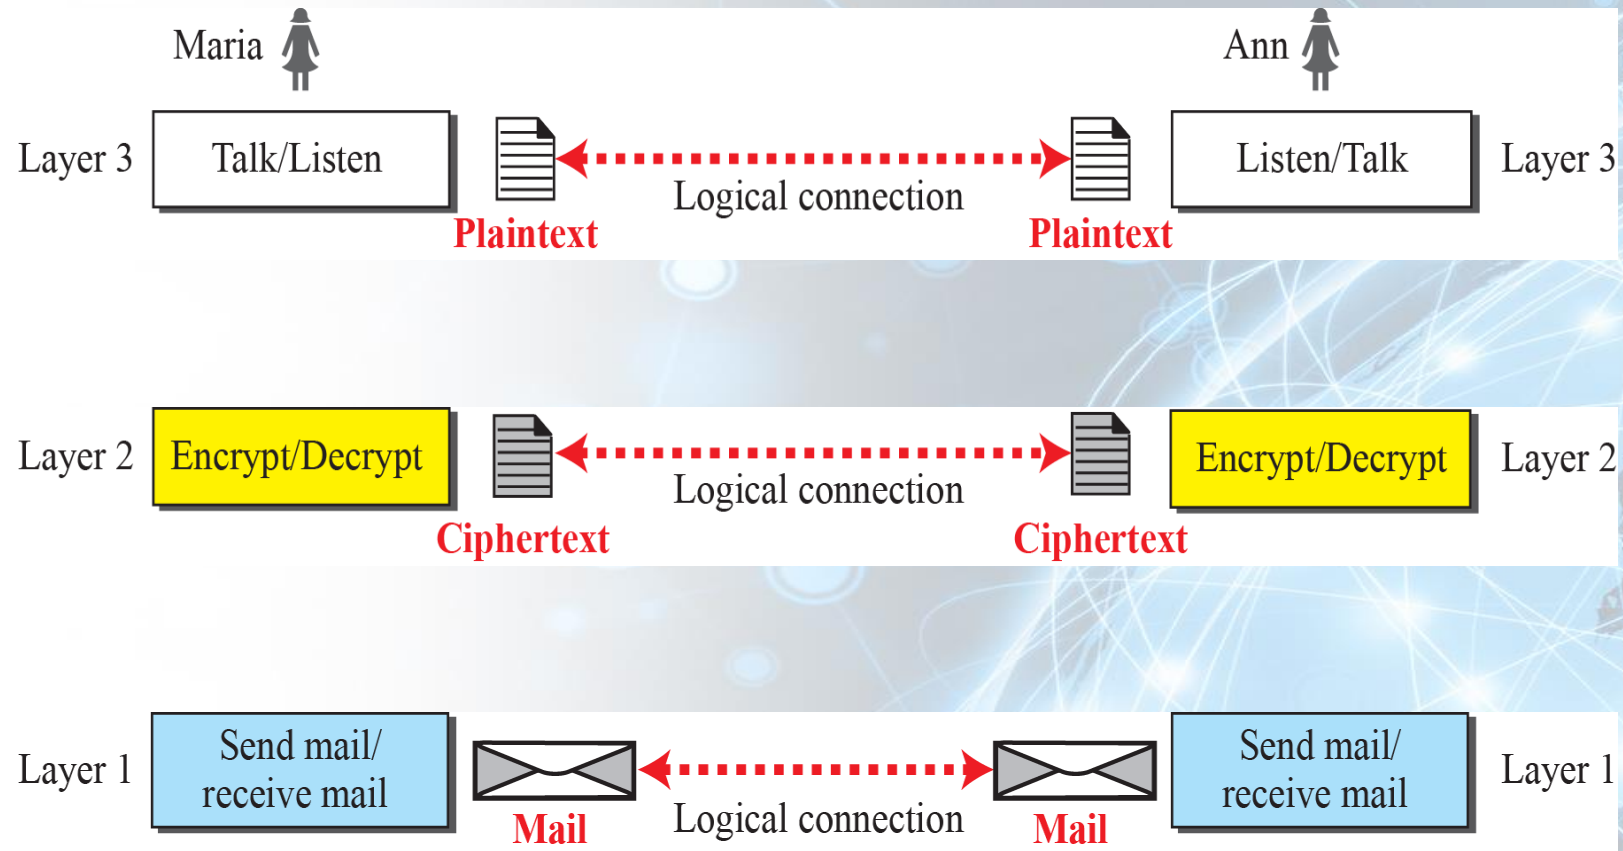 Maria
Ann
Layer 3
Talk/Listen
Logical connection
Listen/Talk
Layer 3
Plaintext
Plaintext
Layer 2
Encrypt/Decrypt
Logical connection
Encrypt/Decrypt
Layer 2
Ciphertext
Ciphertext
Layer 1
Send mail/
receive mail
Logical connection
Send mail/
receive mail
Layer 1
Mail
Mail